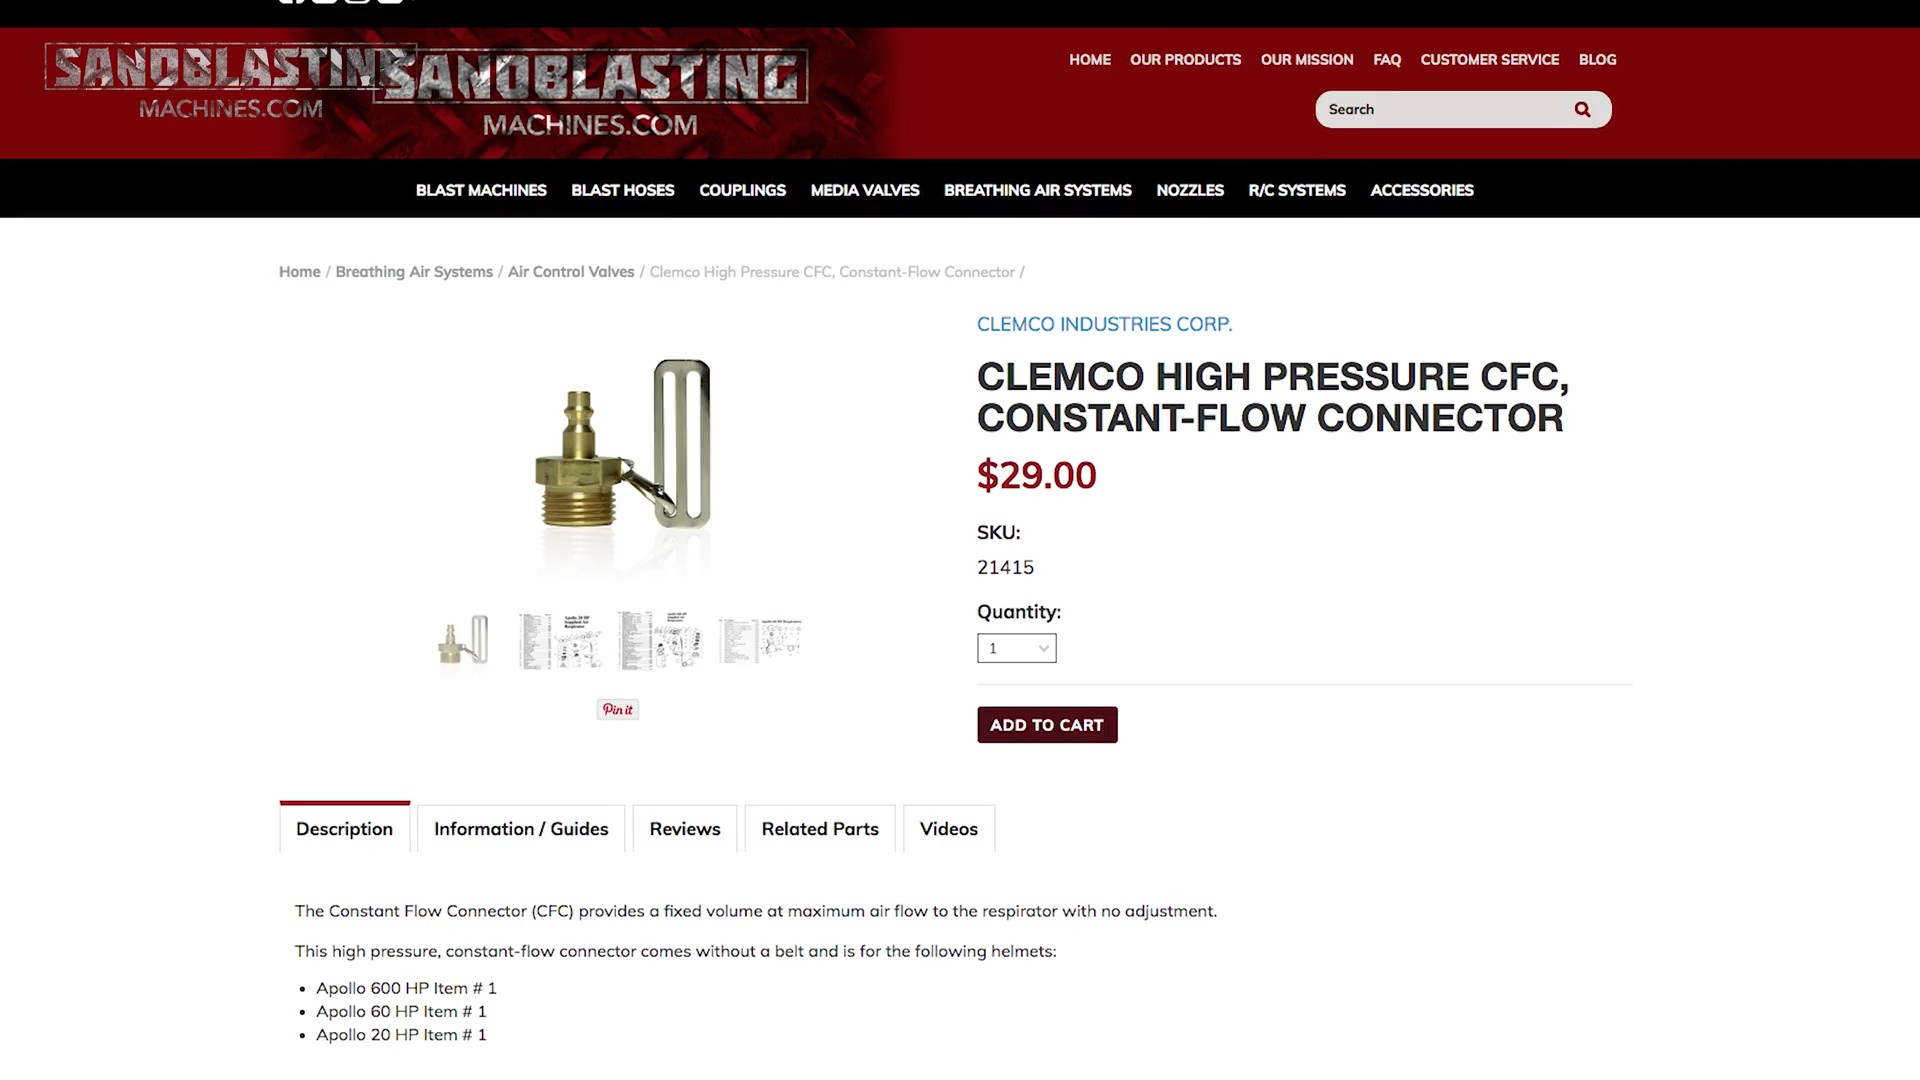 SANDBLASTING
MACHINES.COM
SANDBLASTING
MACHINES.COM
HOME OUR PRODUCTS OUR MISSION FAQ CUSTOMER SERVICE BLOG
Search
BLAST MACHINES BLAST HOSES COUPLINGS MEDIA VALVES BREATHING AIR SYSTEMS NOZZLES R/C SYSTEMS ACCESSORIES
Home / Breathing Air Systems / Air Control Valves / Clemco High Pressure CFC, Constant-Flow Connector /
CLEMCO INDUSTRIES CORP.
CLEMCO HIGH PRESSURE CFC,
CONSTANT-FLOW CONNECTOR
$29.00
SKU:
21415
Quantity:
1
Pin it
ADD TO CART
Description Information / Guides Reviews Related Parts Videos
The Constant Flow Connector (CFC) provides a fixed volume at maximum air flow to the respirator with no adjustment.
This high pressure, constant-flow connector comes without a belt and is for the following helmets:
• Apollo 600 HP Item # 1
• Apollo 60 HP Item # 1
• Apollo 20 HP Item # 1